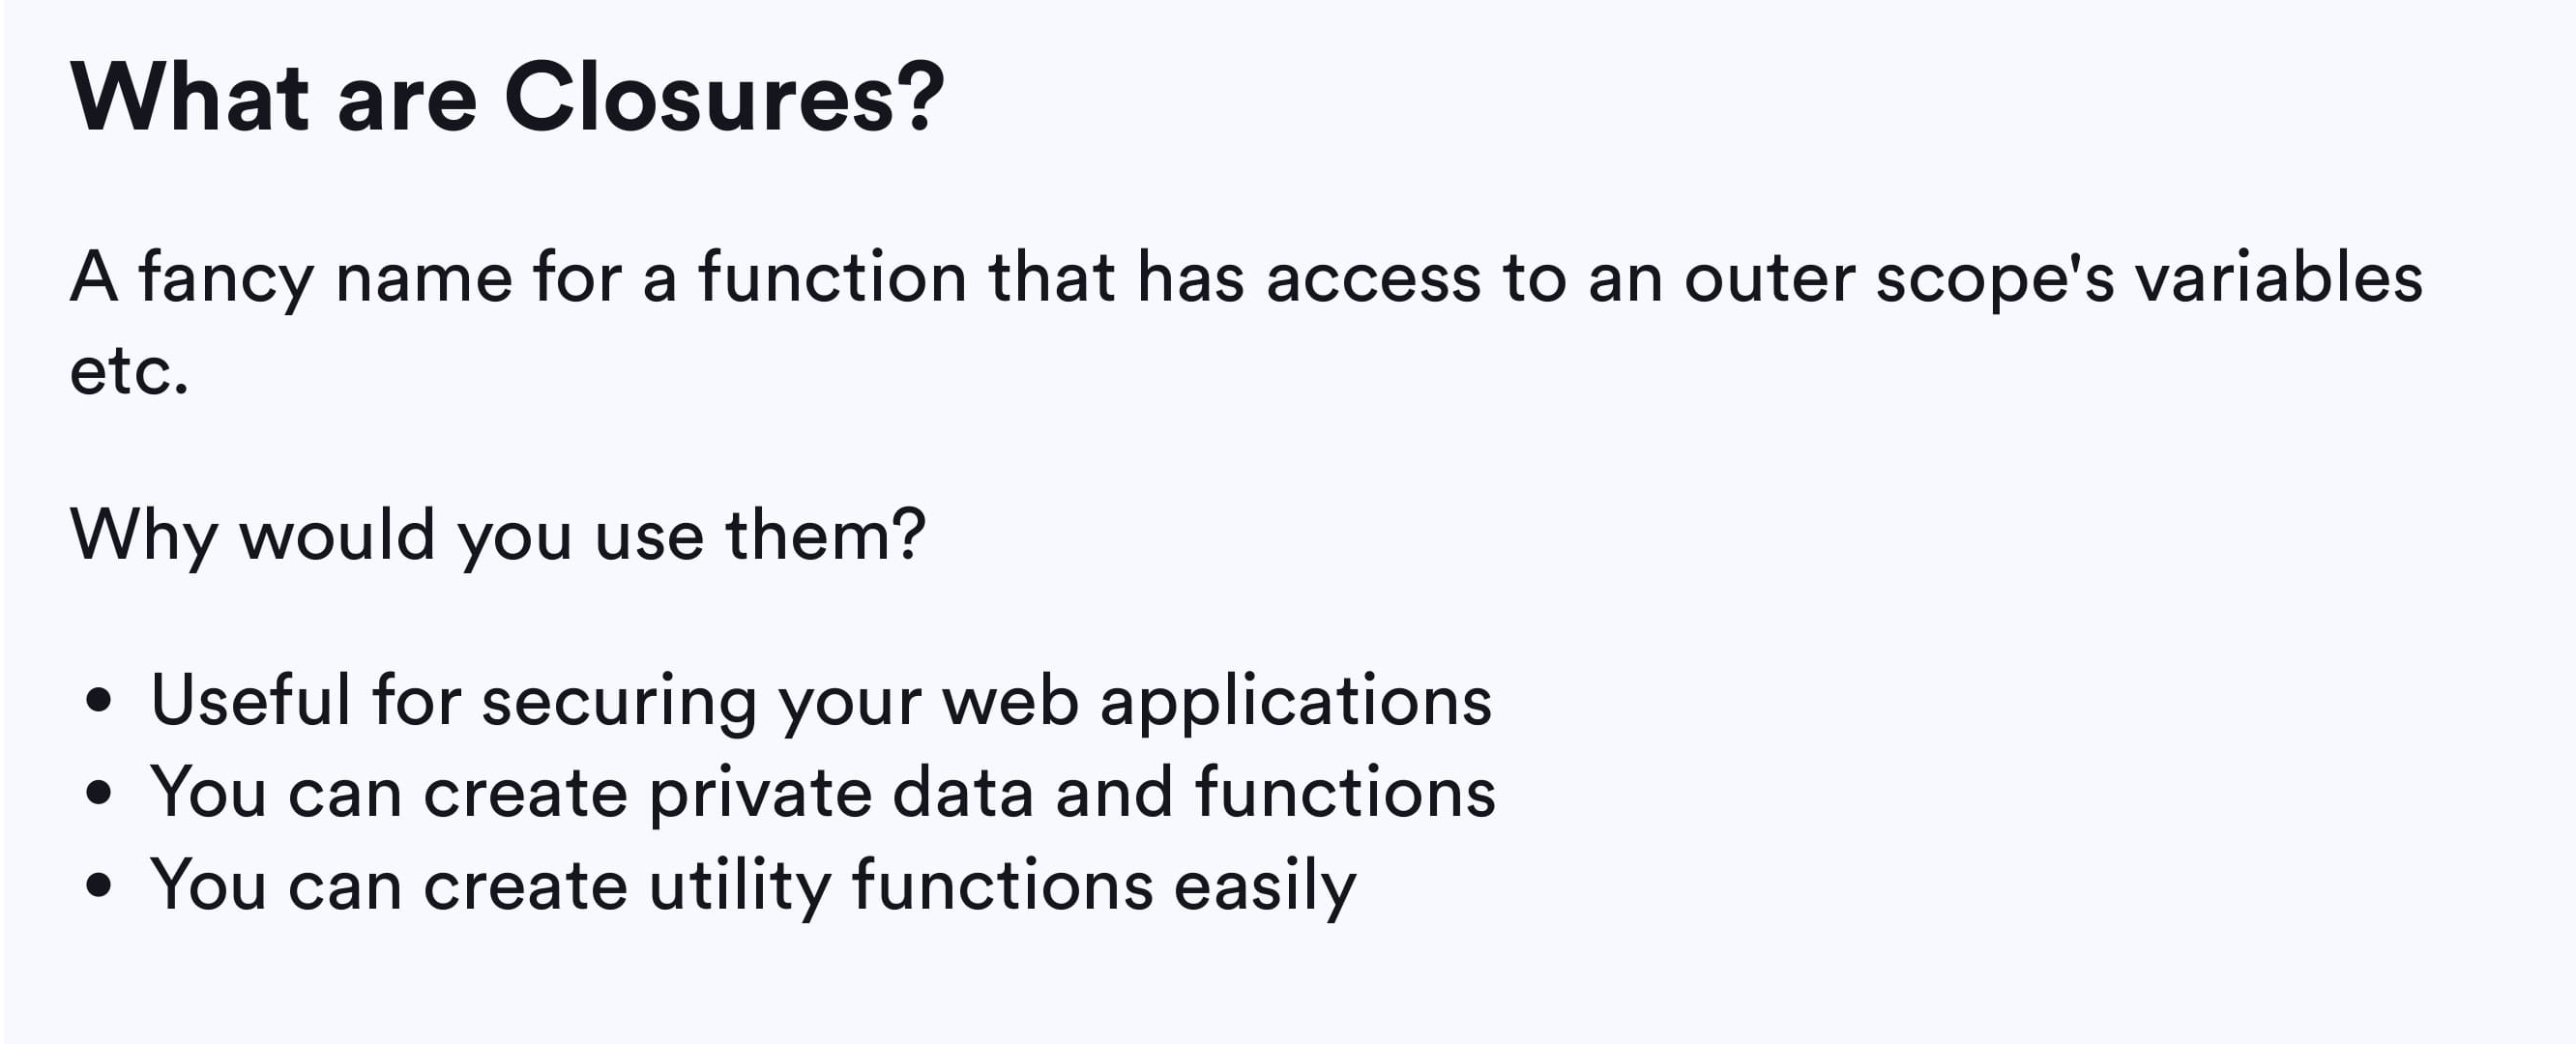 What are Closures?
A fancy name for a function that has access to an outer scope's variables
etc.
Why would you use them?
• Useful for securing your web applications
• You can create private data and functions
• You can create utility functions easily